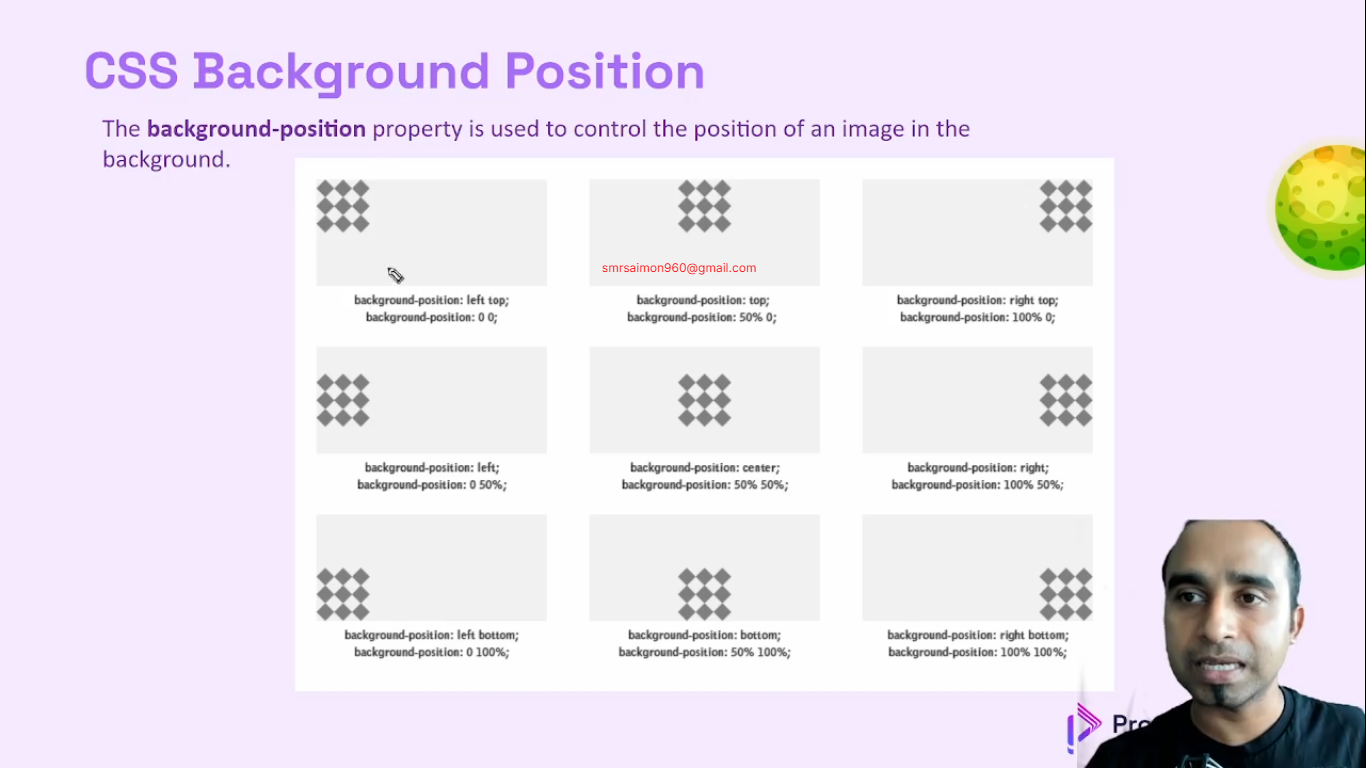 CSS Background Position
The background-position property is used to control the position of an image in the
background.
smrsaimon960@gmail.com
background-position: left top;
background-position: 0 0;
background-position: top;
background-position: 50% 0;
background-position: right top;
background-position: 100% 0;
background-position: left;
background-position: 0 50%;
background-position: center;
background-position: 50% 50%;
background-position: right;
background-position: 100% 50%;
background-position: left bottom;
background-position: 0 100%;
background-position: bottom;
background-position: 50% 100%;
background-position: right bottom;
background-position: 100% 100%;